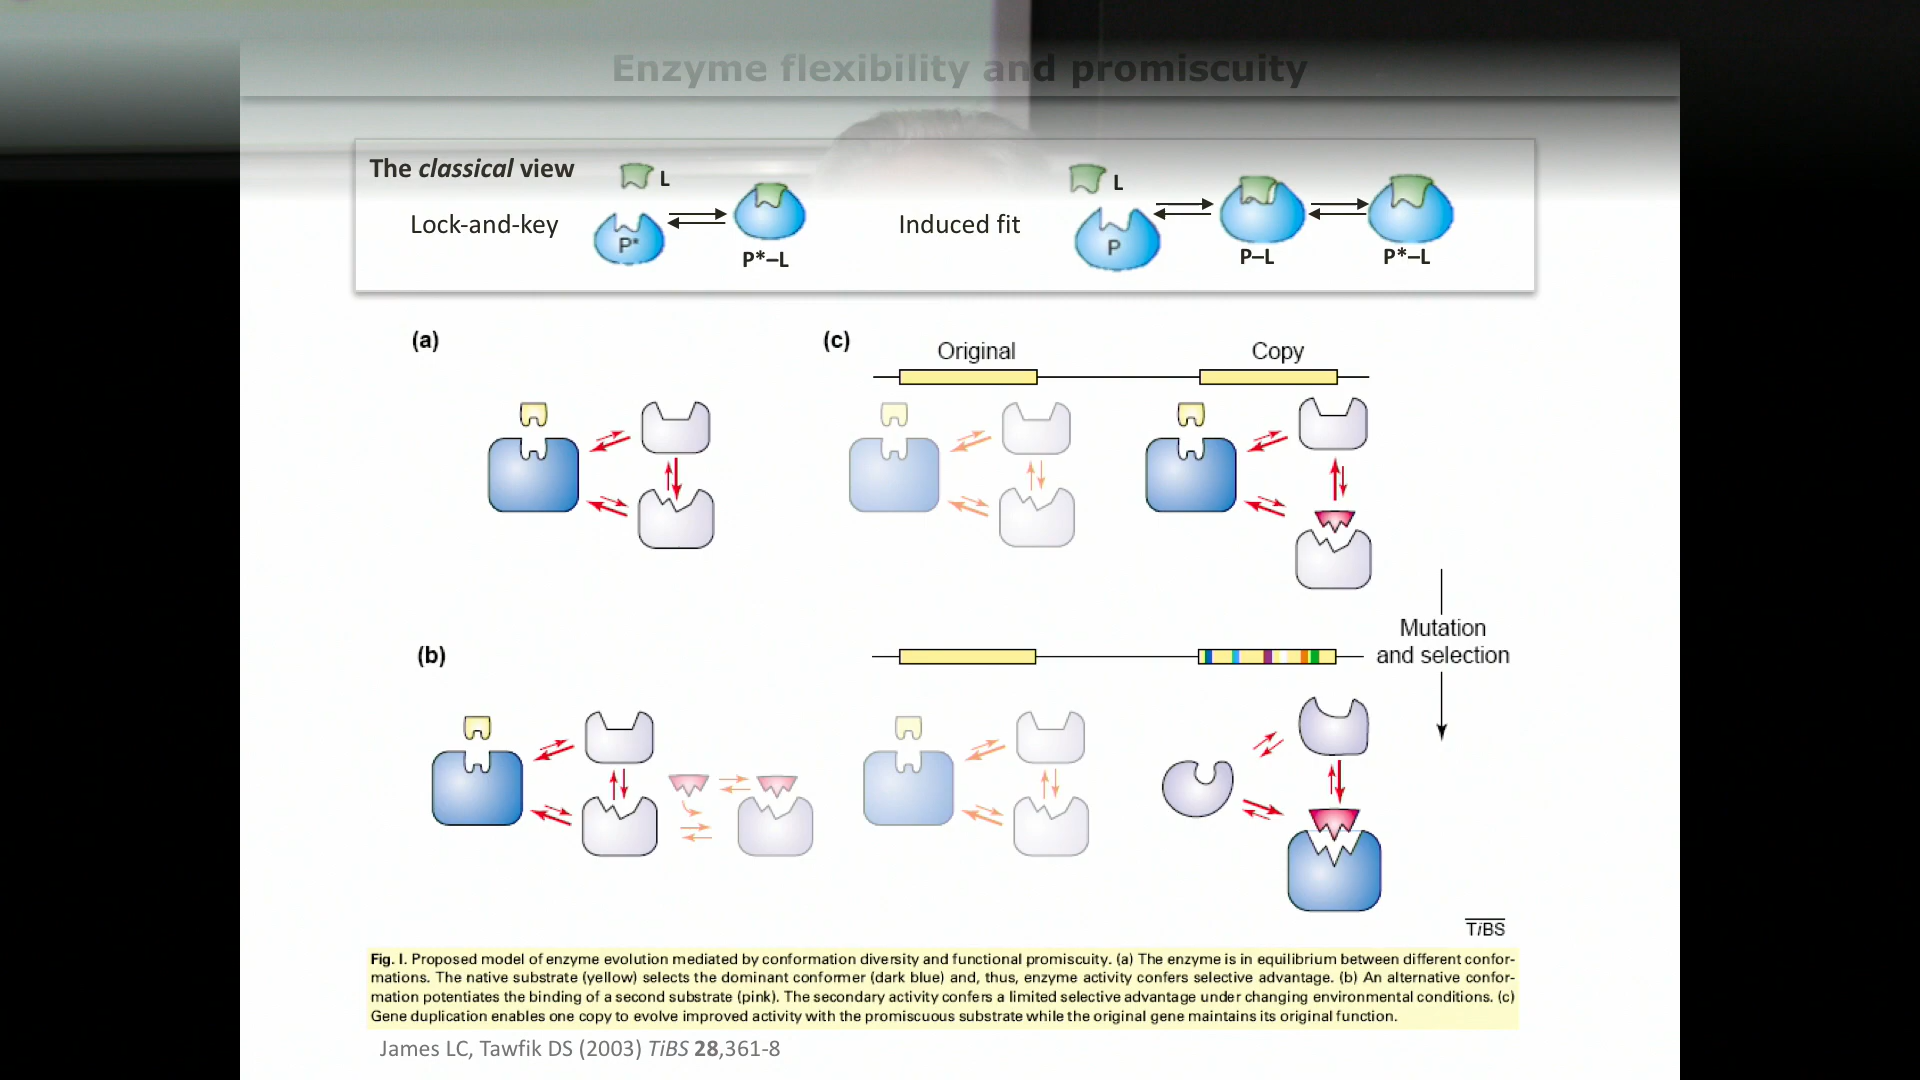 Enzyme flexibility and promiscuity
The classical view
L
Lock-and-key
P*
P*–L
L
Induced fit
P
P–L
P*–L
(a)
(c)
Original
Copy
Mutation
and selection
(b)
TiBS
Fig. I. Proposed model of enzyme evolution mediated by conformation diversity and functional promiscuity. (a) The enzyme is in equilibrium between different confor-
mations. The native substrate (yellow) selects the dominant conformer (dark blue) and, thus, enzyme activity confers selective advantage. (b) An alternative confor-
mation potentiates the binding of a second substrate (pink). The secondary activity confers a limited selective advantage under changing environmental conditions. (c)
Gene duplication enables one copy to evolve improved activity with the promiscuous substrate while the original gene maintains its original function.
James LC, Tawfik DS (2003) TiBS 28,361-8